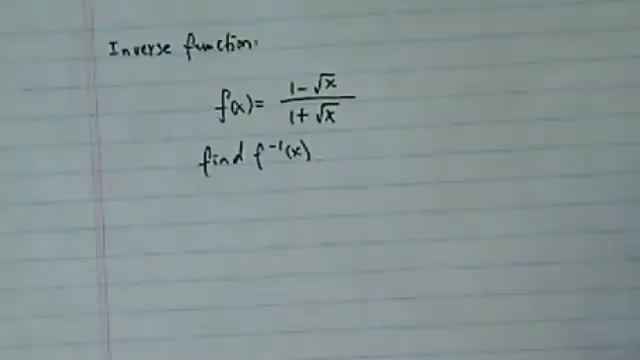 Inverse function:
f(x) = (1 - √x) / (1 + √x)
find f⁻¹(x)